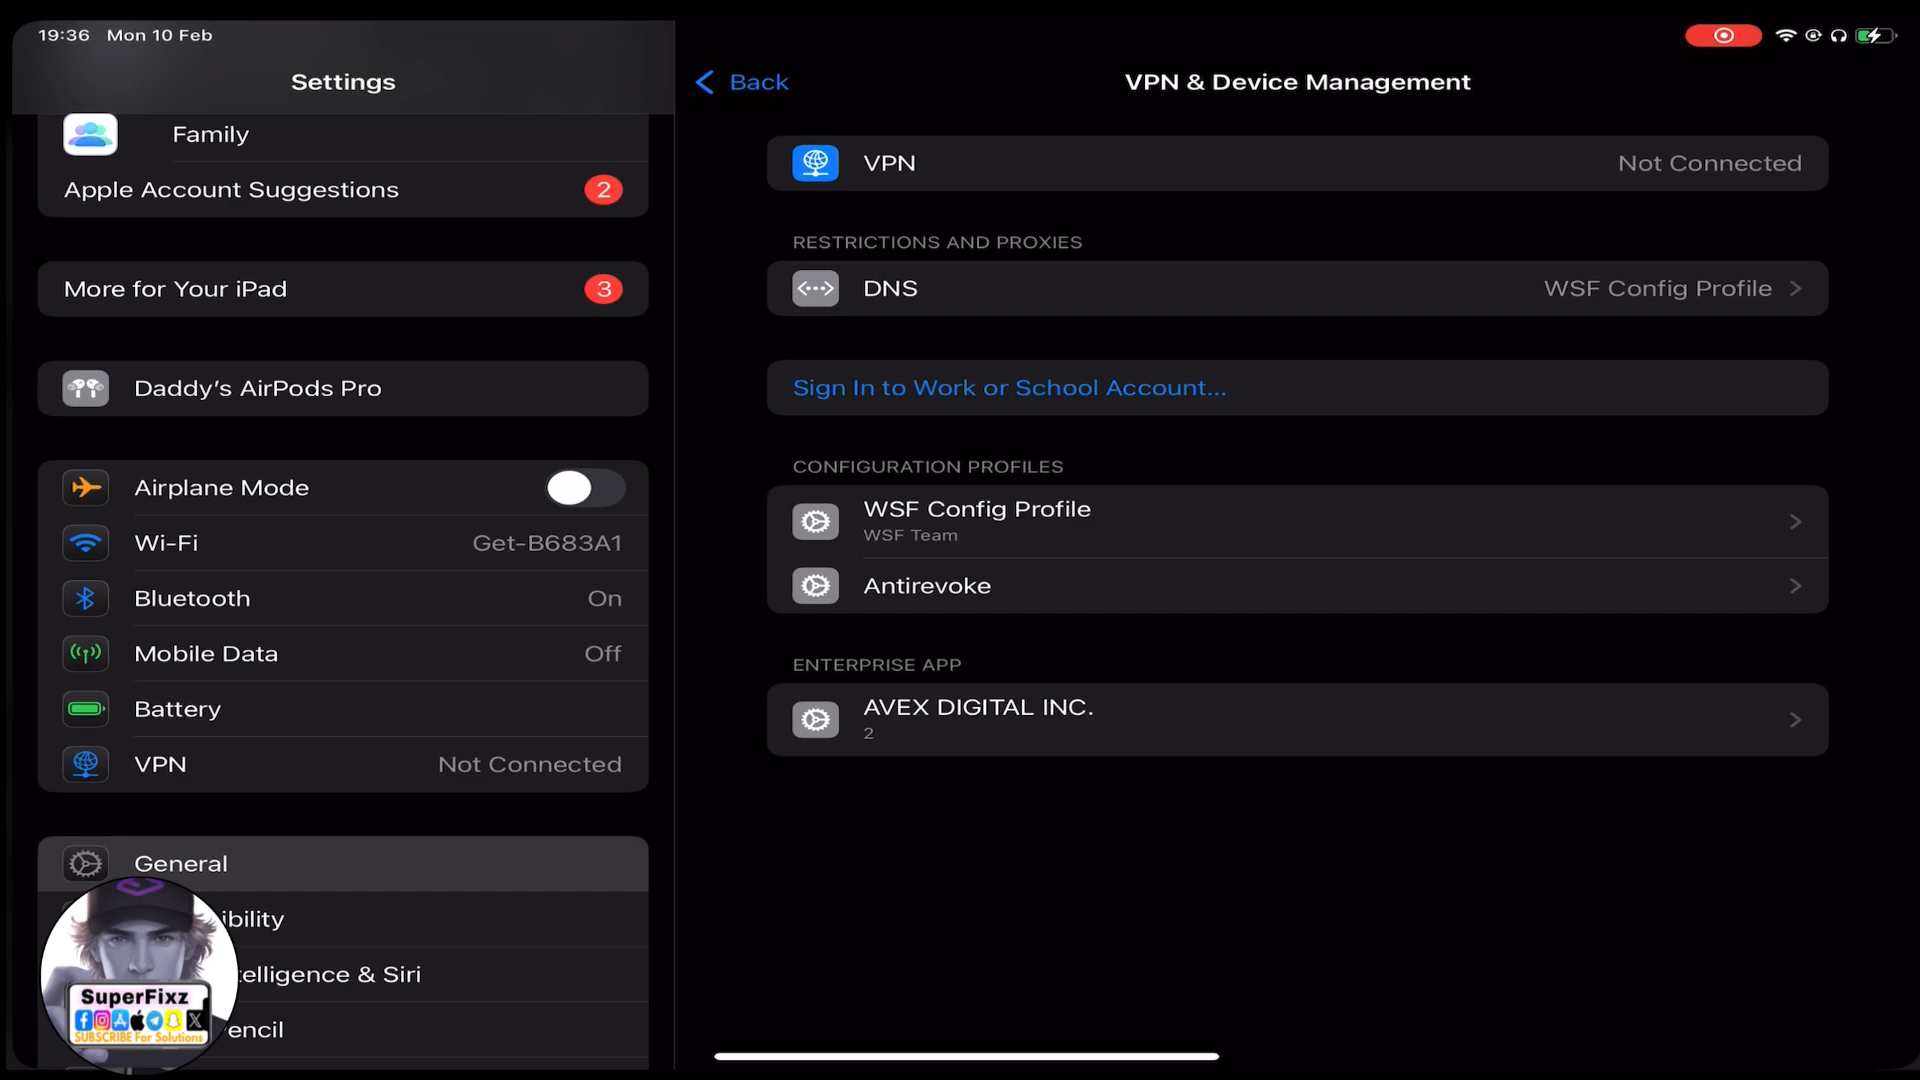 19:36 Mon 10 Feb
Settings
Family
Apple Account Suggestions 2
More for Your iPad 3
Daddy's AirPods Pro
Airplane Mode
Wi-Fi Get-B683A1
Bluetooth On
Mobile Data Off
Battery
VPN Not Connected
General
ibility
telligence & Siri
encil
SuperFixz
SUBSCRIBE For Solutions
Back
VPN & Device Management
VPN Not Connected
RESTRICTIONS AND PROXIES
DNS WSF Config Profile
Sign In to Work or School Account...
CONFIGURATION PROFILES
WSF Config Profile
WSF Team
Antirevoke
ENTERPRISE APP
AVEX DIGITAL INC.
2